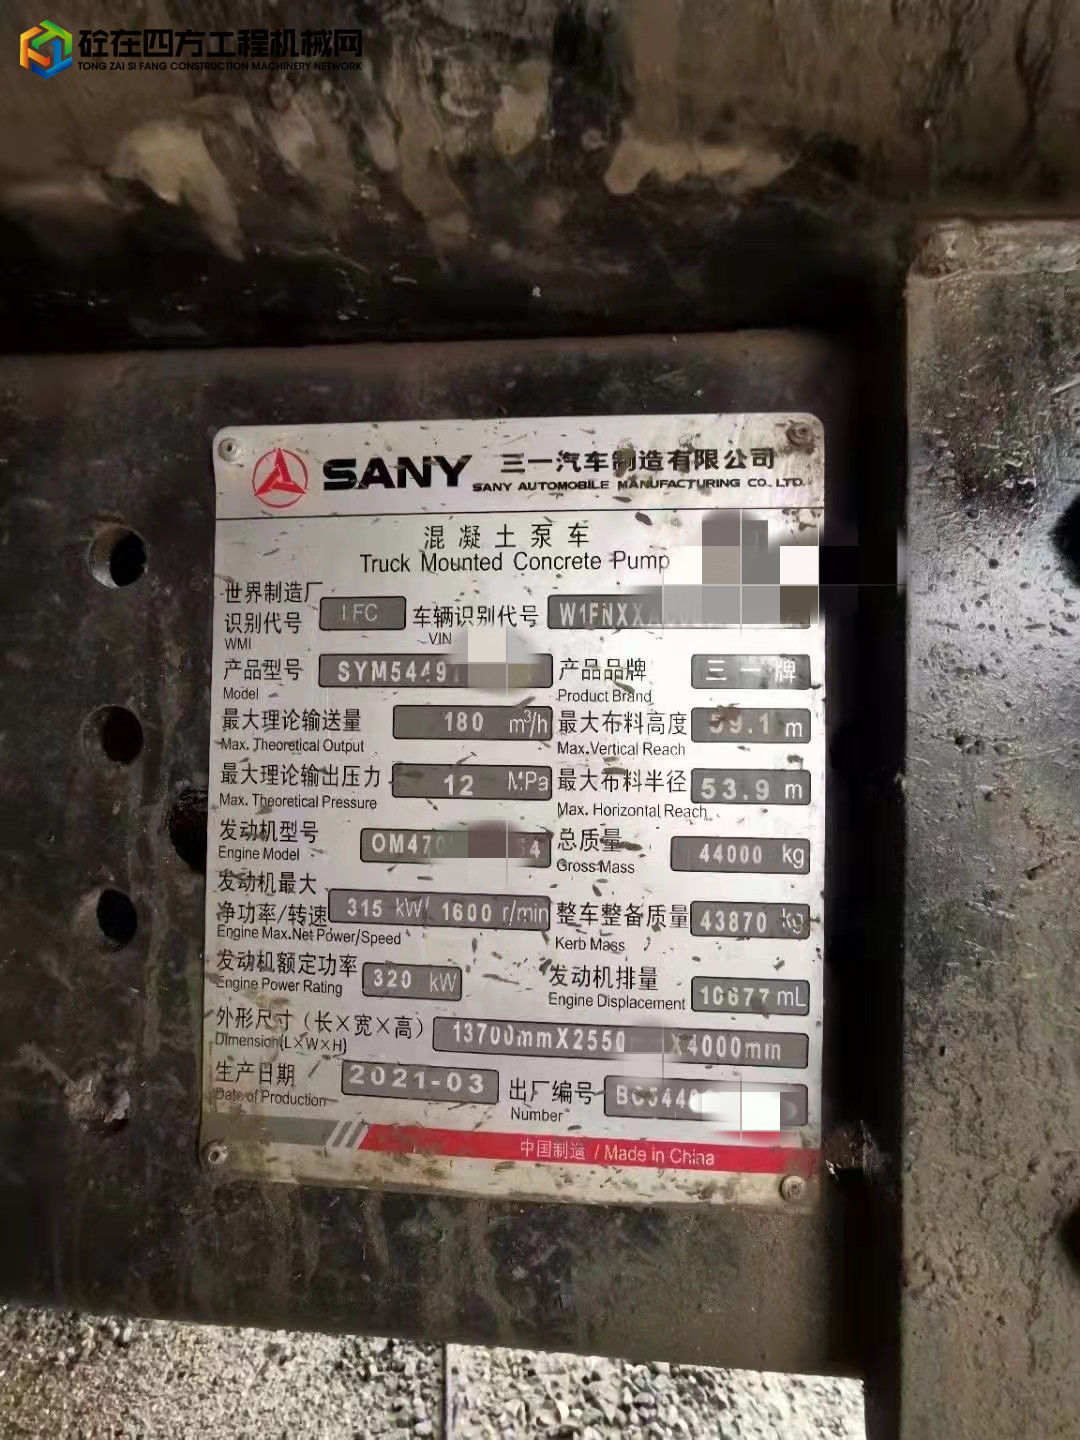 砼在四方工程机械网
TONG ZAI SI FANG CONSTRUCTION MACHINERY NETWORK
SANY 三一汽车制造有限公司
SANY AUTOMOBILE MANUFACTURING CO., LTD.
混凝土泵车
Truck Mounted Concrete Pump
世界制造厂
识别代号 LFC 车辆识别代号 W1FNXX
WMI VIN
产品型号 SYM5449 产品品牌 三一牌
Model Product Brand
最大理论输送量 180 m³/h 最大布料高度 59.1 m
Max. Theoretical Output Max.Vertical Reach
最大理论输出压力 12 MPa 最大布料半径 53.9 m
Max. Theoretical Pressure Max. Horizontal Reach
发动机型号 OM470 总质量 44000 kg
Engine Model Gross Mass
发动机最大
净功率/转速 315 kW/ 1600 r/min 整车整备质量 43870 kg
Engine Max.Net Power/Speed Kerb Mass
发动机额定功率 320 kW 发动机排量 10677 mL
Engine Power Rating Engine Displacement
外形尺寸（长×宽×高） 13700mmX2550 X4000mm
Dimension(L×W×H)
生产日期 2021-03 出厂编号 BC544
Date of Production Number
中国制造 / Made in China